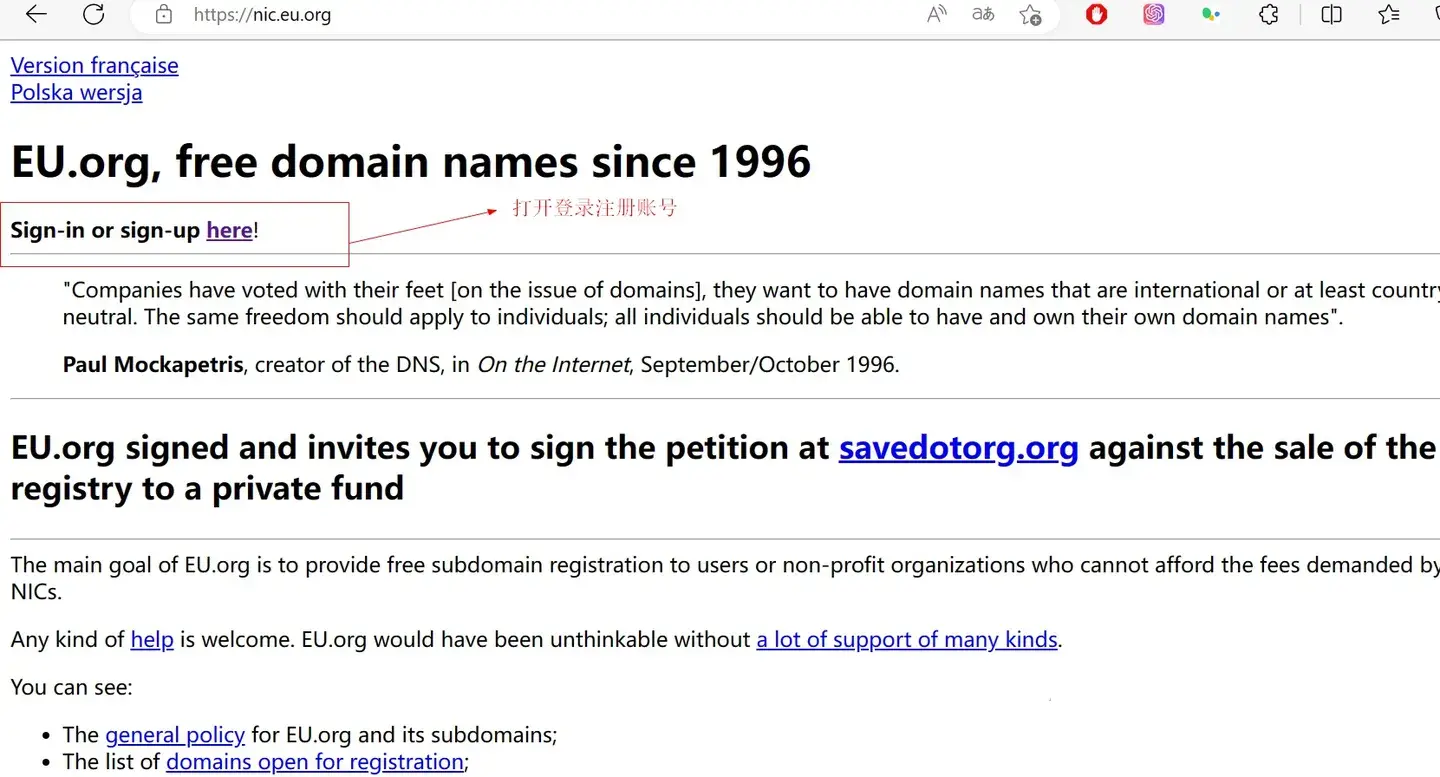 https://nic.eu.org
Version française
Polska wersja
EU.org, free domain names since 1996
打开登录注册账号
Sign-in or sign-up here!
"Companies have voted with their feet [on the issue of domains], they want to have domain names that are international or at least country
neutral. The same freedom should apply to individuals; all individuals should be able to have and own their own domain names".
Paul Mockapetris, creator of the DNS, in On the Internet, September/October 1996.
EU.org signed and invites you to sign the petition at savedotorg.org against the sale of the
registry to a private fund
The main goal of EU.org is to provide free subdomain registration to users or non-profit organizations who cannot afford the fees demanded by
NICs.
Any kind of help is welcome. EU.org would have been unthinkable without a lot of support of many kinds.
You can see:
• The general policy for EU.org and its subdomains;
• The list of domains open for registration;